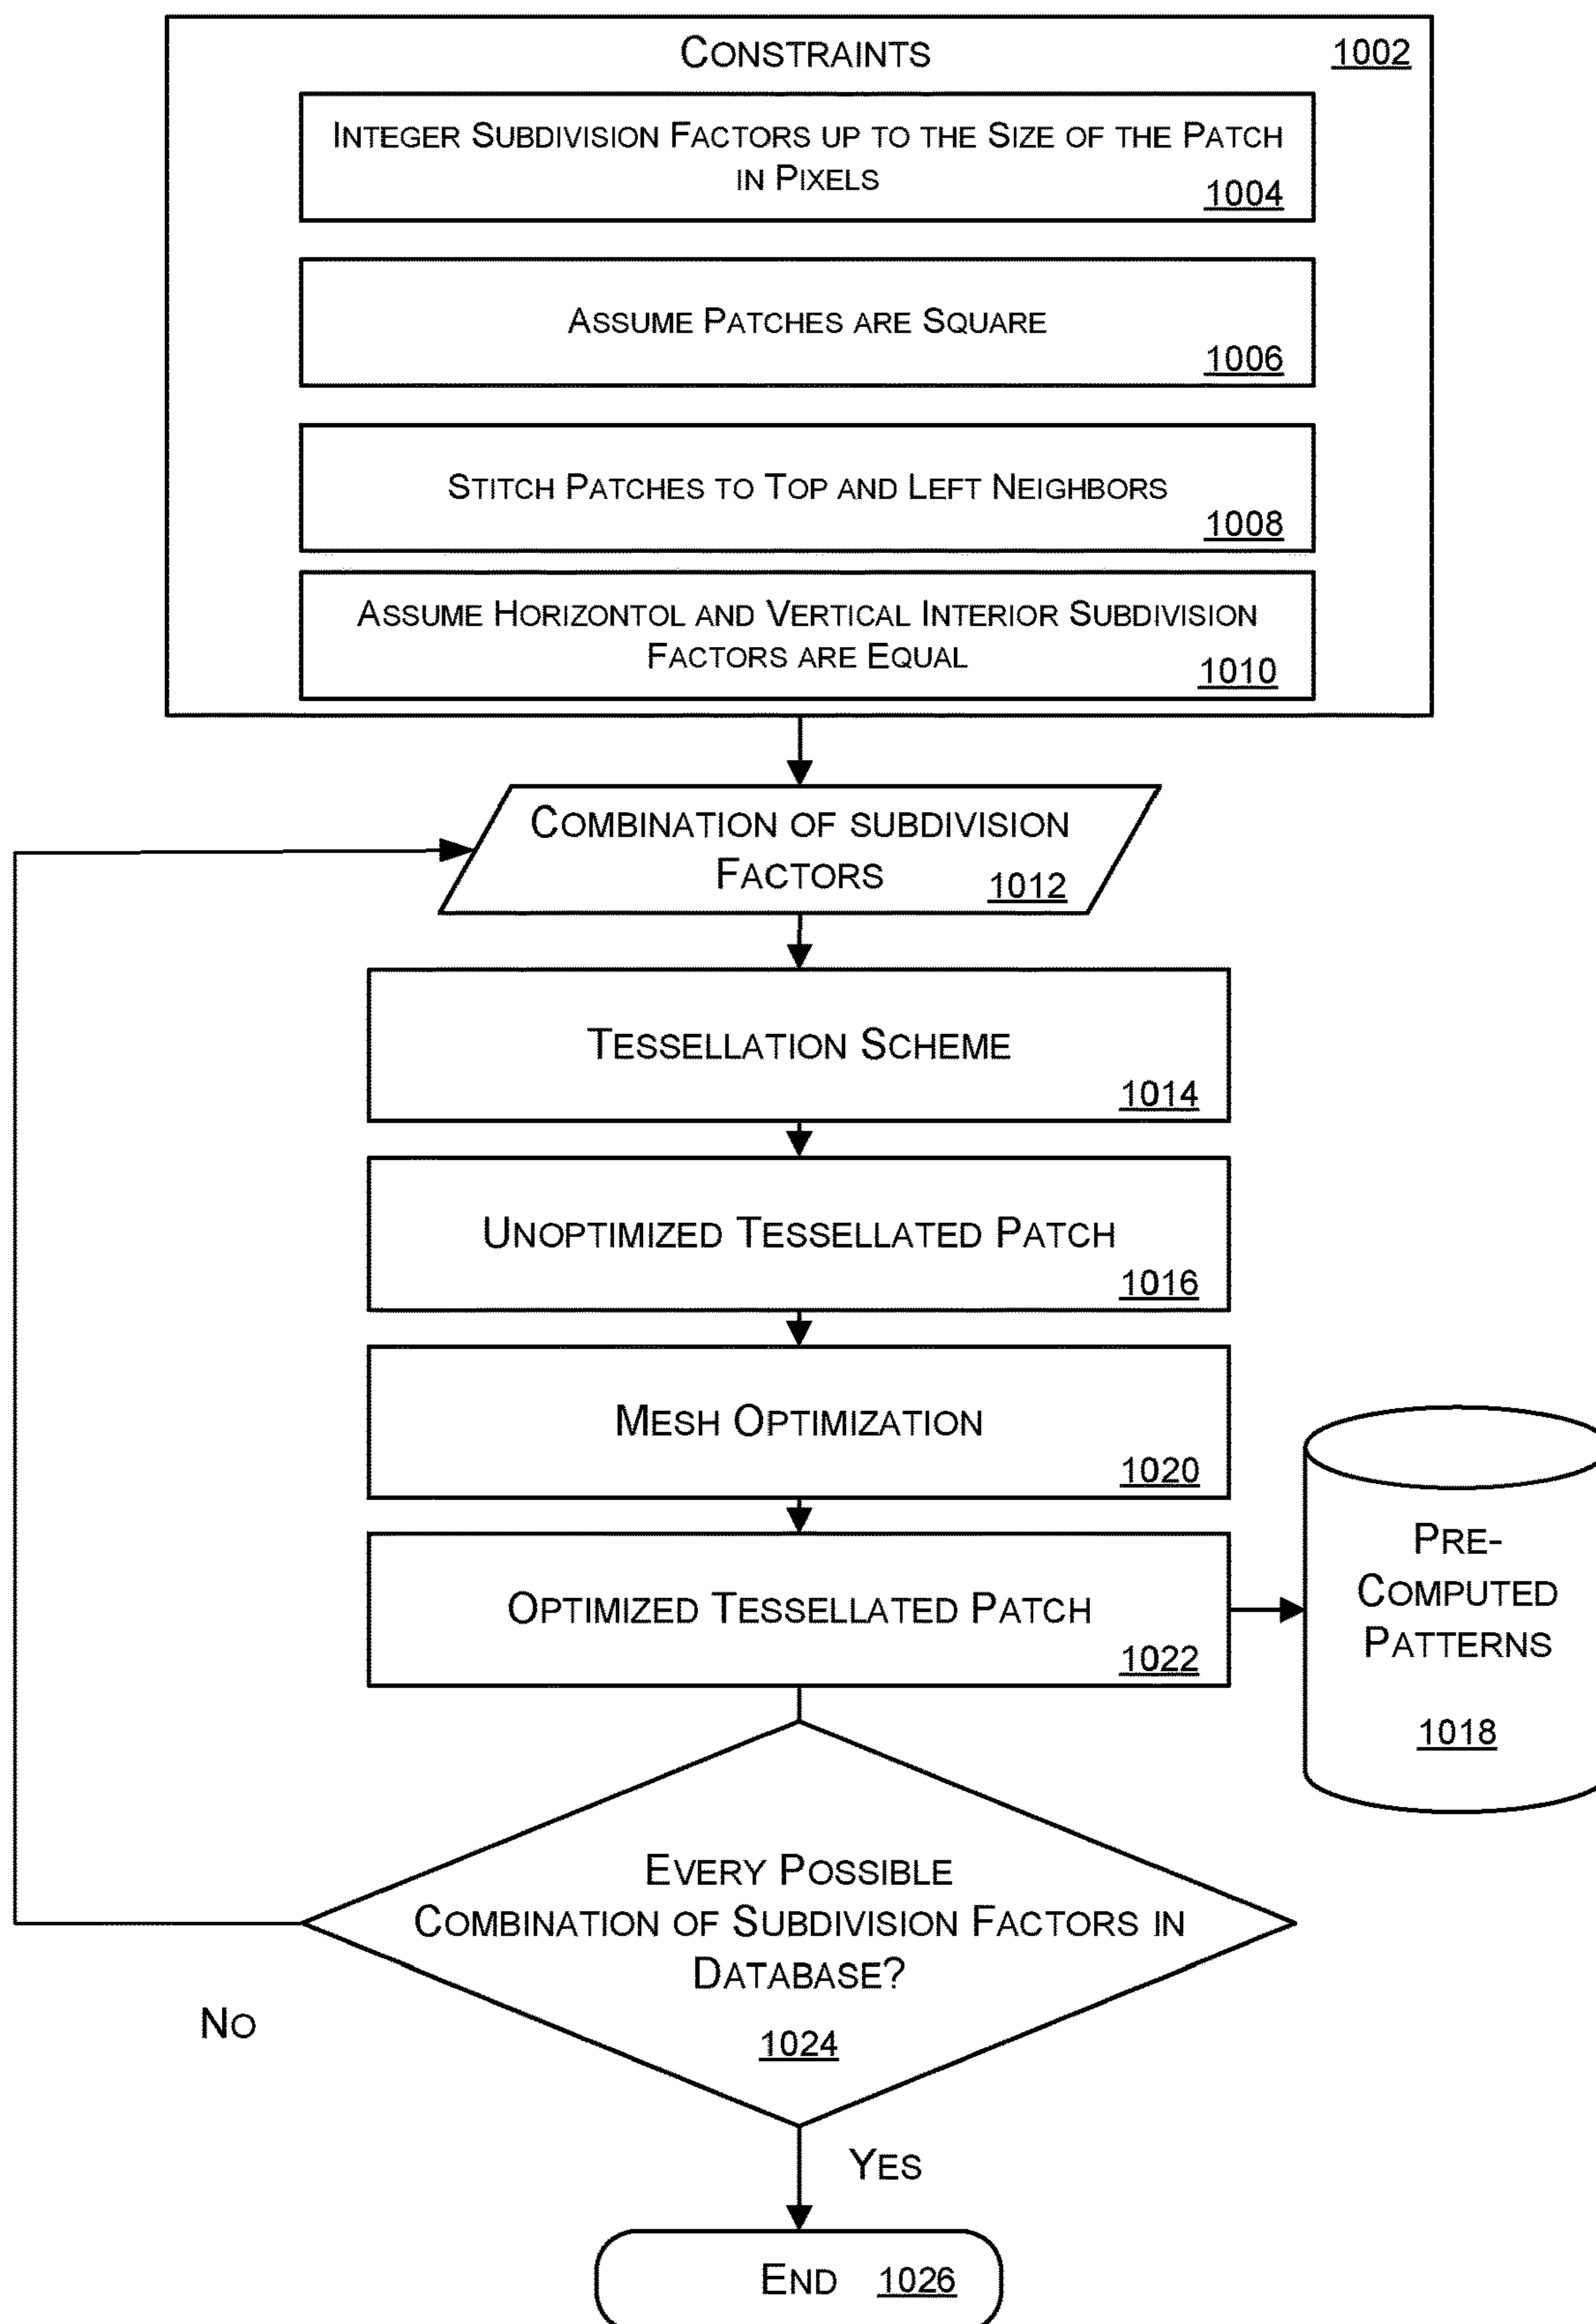 CONSTRAINTS 1002
INTEGER SUBDIVISION FACTORS UP TO THE SIZE OF THE PATCH
IN PIXELS
1004
ASSUME PATCHES ARE SQUARE
1006
STITCH PATCHES TO TOP AND LEFT NEIGHBORS
1008
ASSUME HORIZONTOL AND VERTICAL INTERIOR SUBDIVISION
FACTORS ARE EQUAL
1010
COMBINATION OF SUBDIVISION
FACTORS
1012
TESSELLATION SCHEME
1014
UNOPTIMIZED TESSELLATED PATCH
1016
MESH OPTIMIZATION
1020
OPTIMIZED TESSELLATED PATCH
1022
PRE-
COMPUTED
PATTERNS
1018
EVERY POSSIBLE
COMBINATION OF SUBDIVISION FACTORS IN
DATABASE?
1024
NO
YES
END 1026